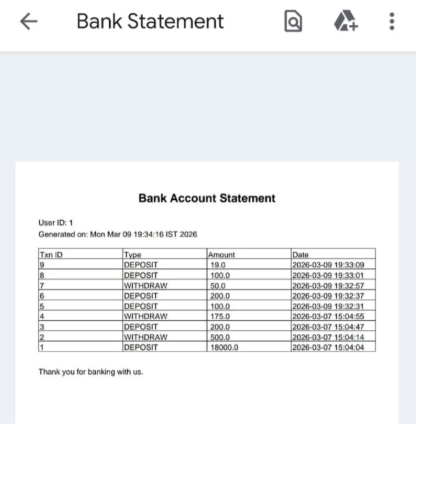 Bank Statement
Bank Account Statement
User ID: 1
Generated on: Mon Mar 09 19:34:16 IST 2026
Txn ID Type Amount Date
9 DEPOSIT 19.0 2026-03-09 19:33:09
8 DEPOSIT 100.0 2026-03-09 19:33:01
7 WITHDRAW 50.0 2026-03-09 19:32:57
6 DEPOSIT 200.0 2026-03-09 19:32:37
5 DEPOSIT 100.0 2026-03-09 19:32:31
4 WITHDRAW 175.0 2026-03-07 15:04:55
3 DEPOSIT 200.0 2026-03-07 15:04:47
2 WITHDRAW 500.0 2026-03-07 15:04:14
1 DEPOSIT 18000.0 2026-03-07 15:04:04
Thank you for banking with us.